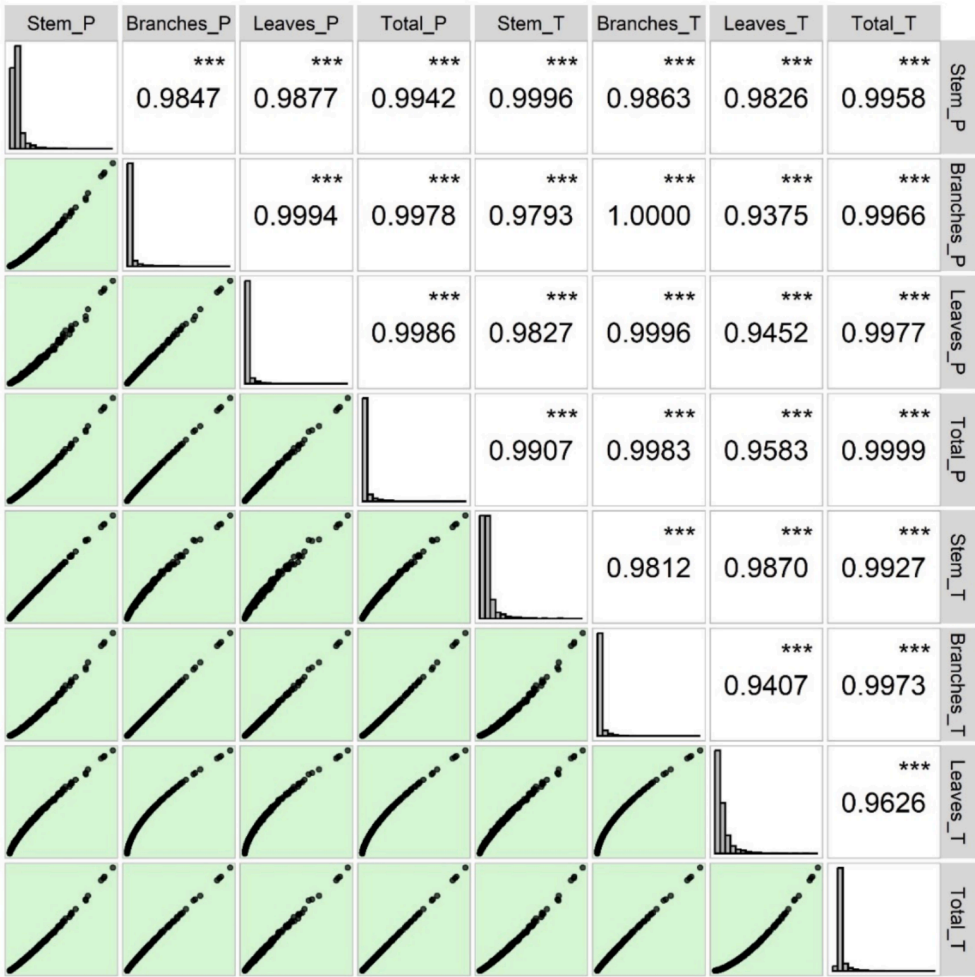 Stem_P Branches_P Leaves_P Total_P Stem_T Branches_T Leaves_T Total_T
*** *** *** *** *** *** ***
0.9847 0.9877 0.9942 0.9996 0.9863 0.9826 0.9958
Stem_P
*** *** *** *** *** ***
0.9994 0.9978 0.9793 1.0000 0.9375 0.9966
Branches_P
*** *** *** *** ***
0.9986 0.9827 0.9996 0.9452 0.9977
Leaves_P
*** *** *** ***
0.9907 0.9983 0.9583 0.9999
Total_P
*** *** ***
0.9812 0.9870 0.9927
Stem_T
*** ***
0.9407 0.9973
Branches_T
***
0.9626
Leaves_T
Total_T